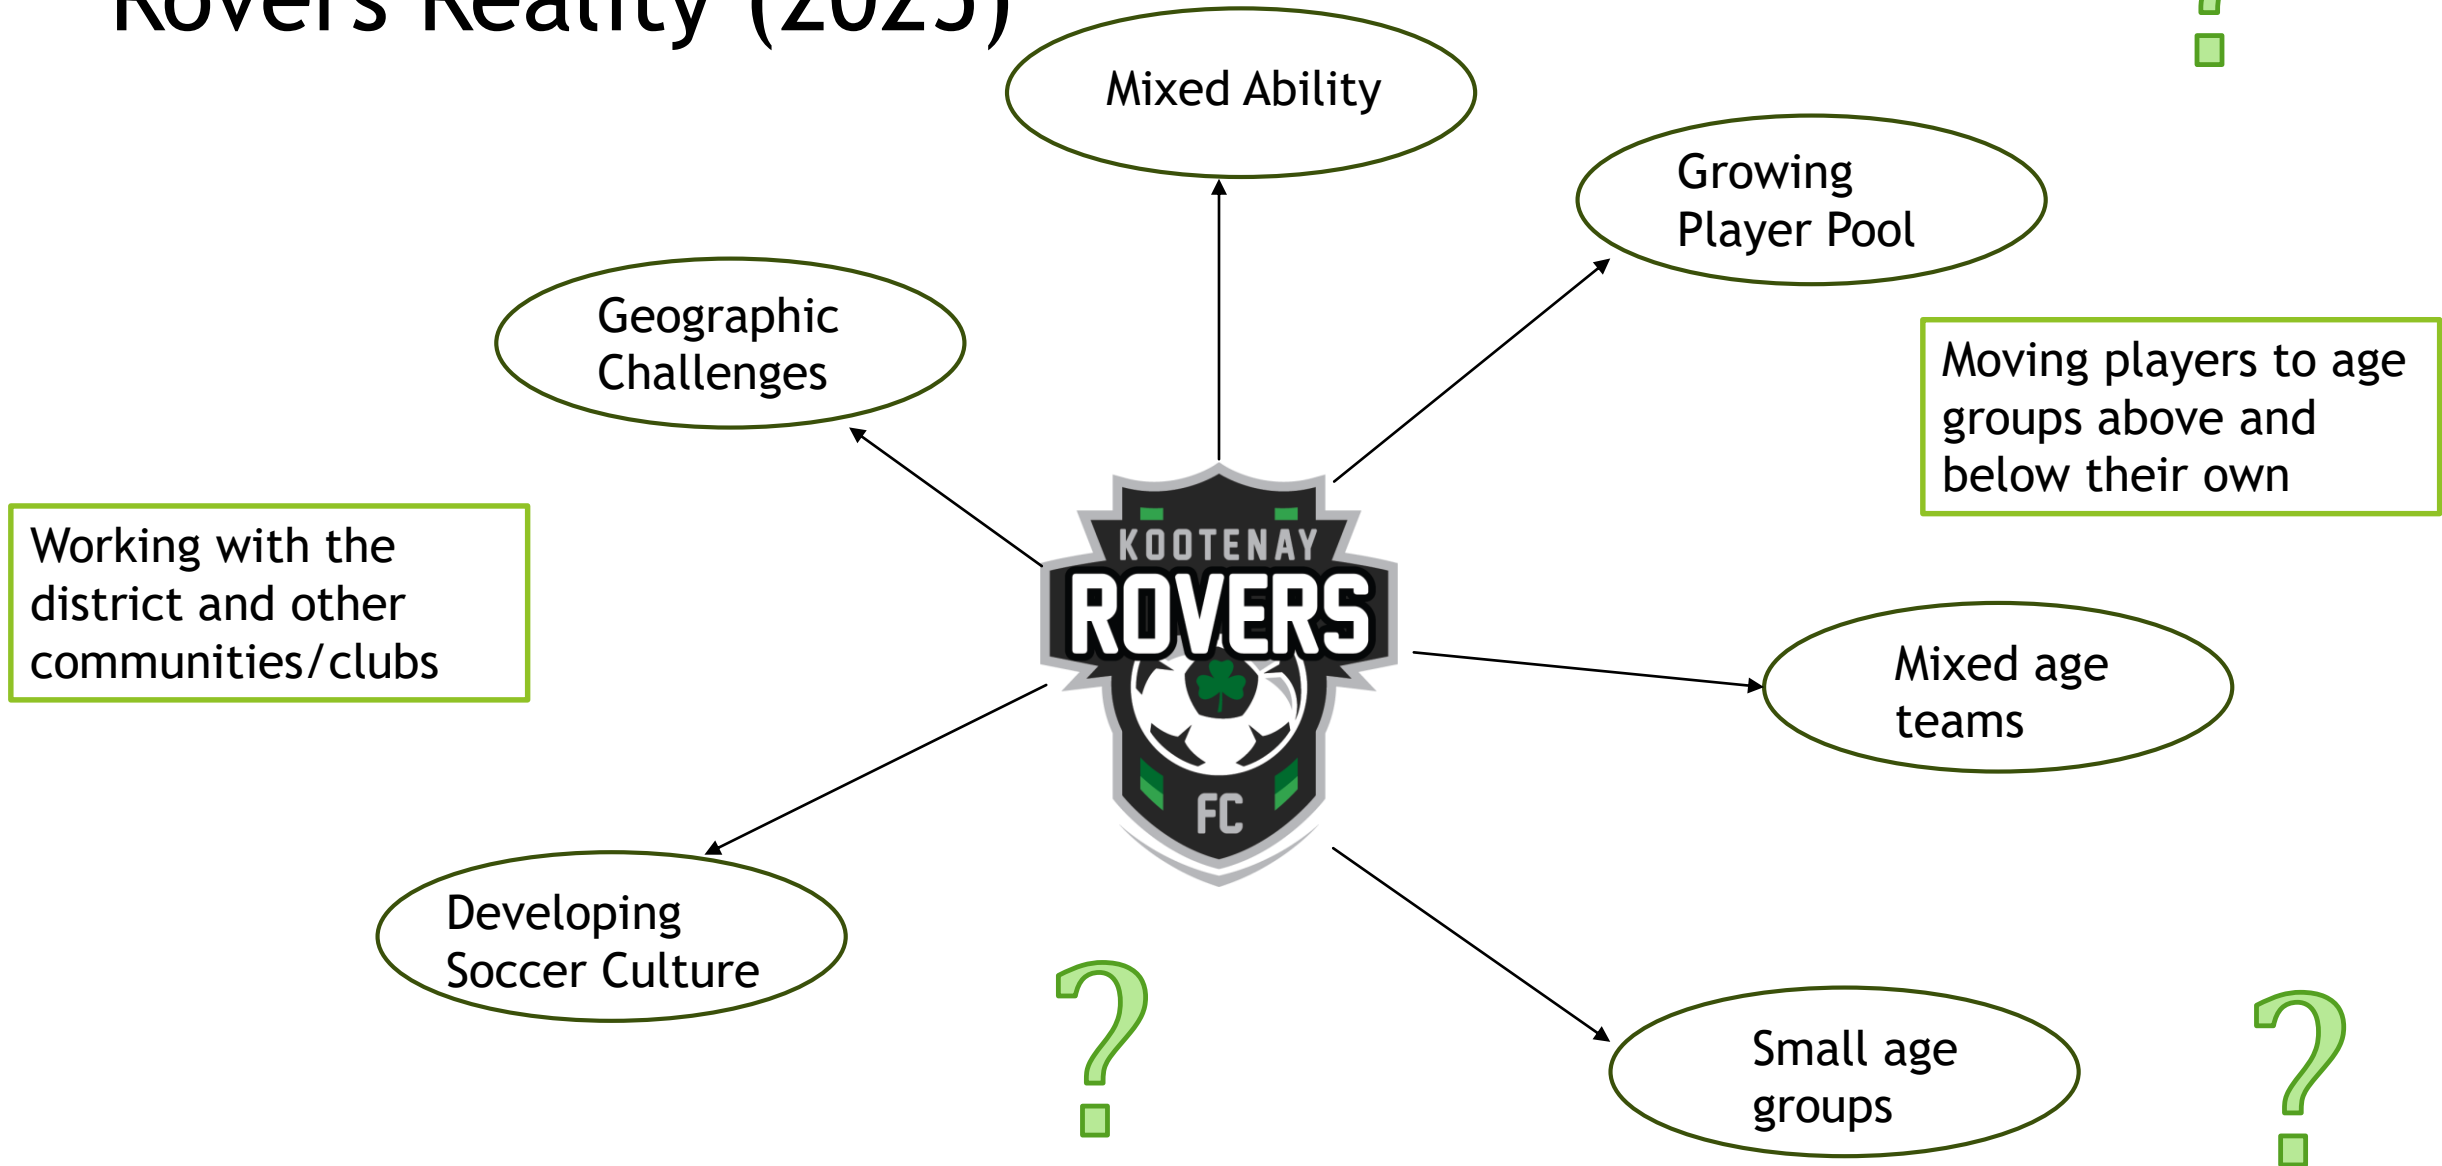 Rovers Reality (2025)
?
Mixed Ability
Growing
Player Pool
Geographic
Challenges
Moving players to age
groups above and
below their own
Working with the
district and other
communities/clubs
KOOTENAY
ROVERS
FC
Mixed age
teams
Developing
Soccer Culture
?
Small age
groups
?